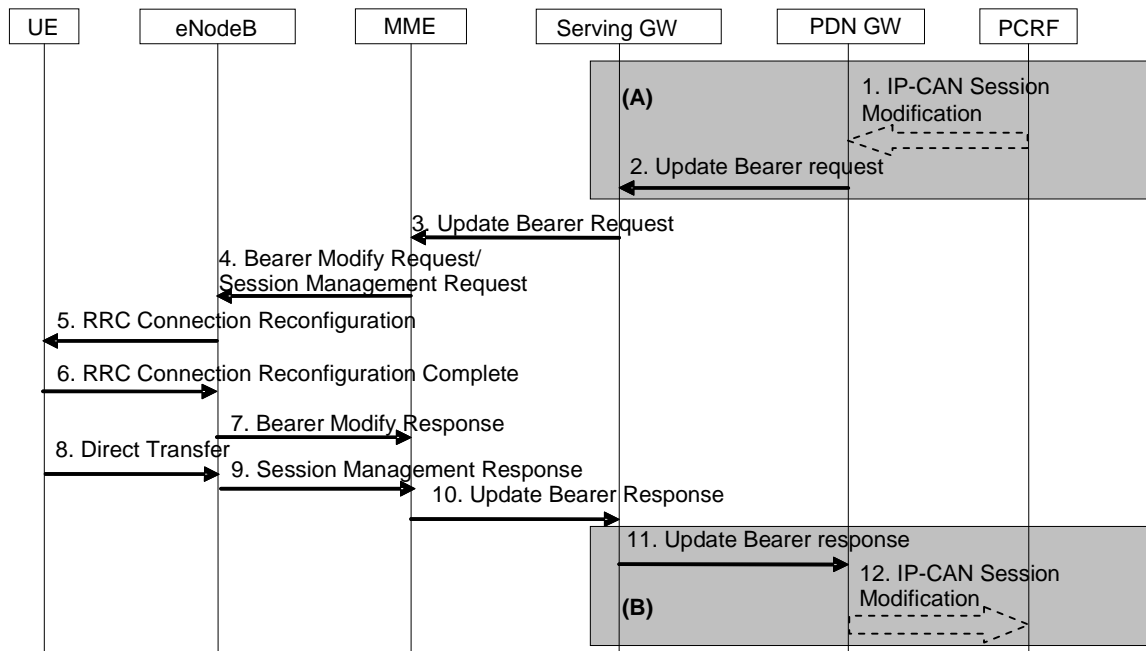 UE
eNodeB
MME
Serving GW
PDN GW
PCRF
(A)
1. IP-CAN Session
Modification
2. Update Bearer request
3. Update Bearer Request
4. Bearer Modify Request/
Session Management Request
5. RRC Connection Reconfiguration
6. RRC Connection Reconfiguration Complete
7. Bearer Modify Response
8. Direct Transfer
9. Session Management Response
10. Update Bearer Response
11. Update Bearer response
12. IP-CAN Session
Modification
(B)